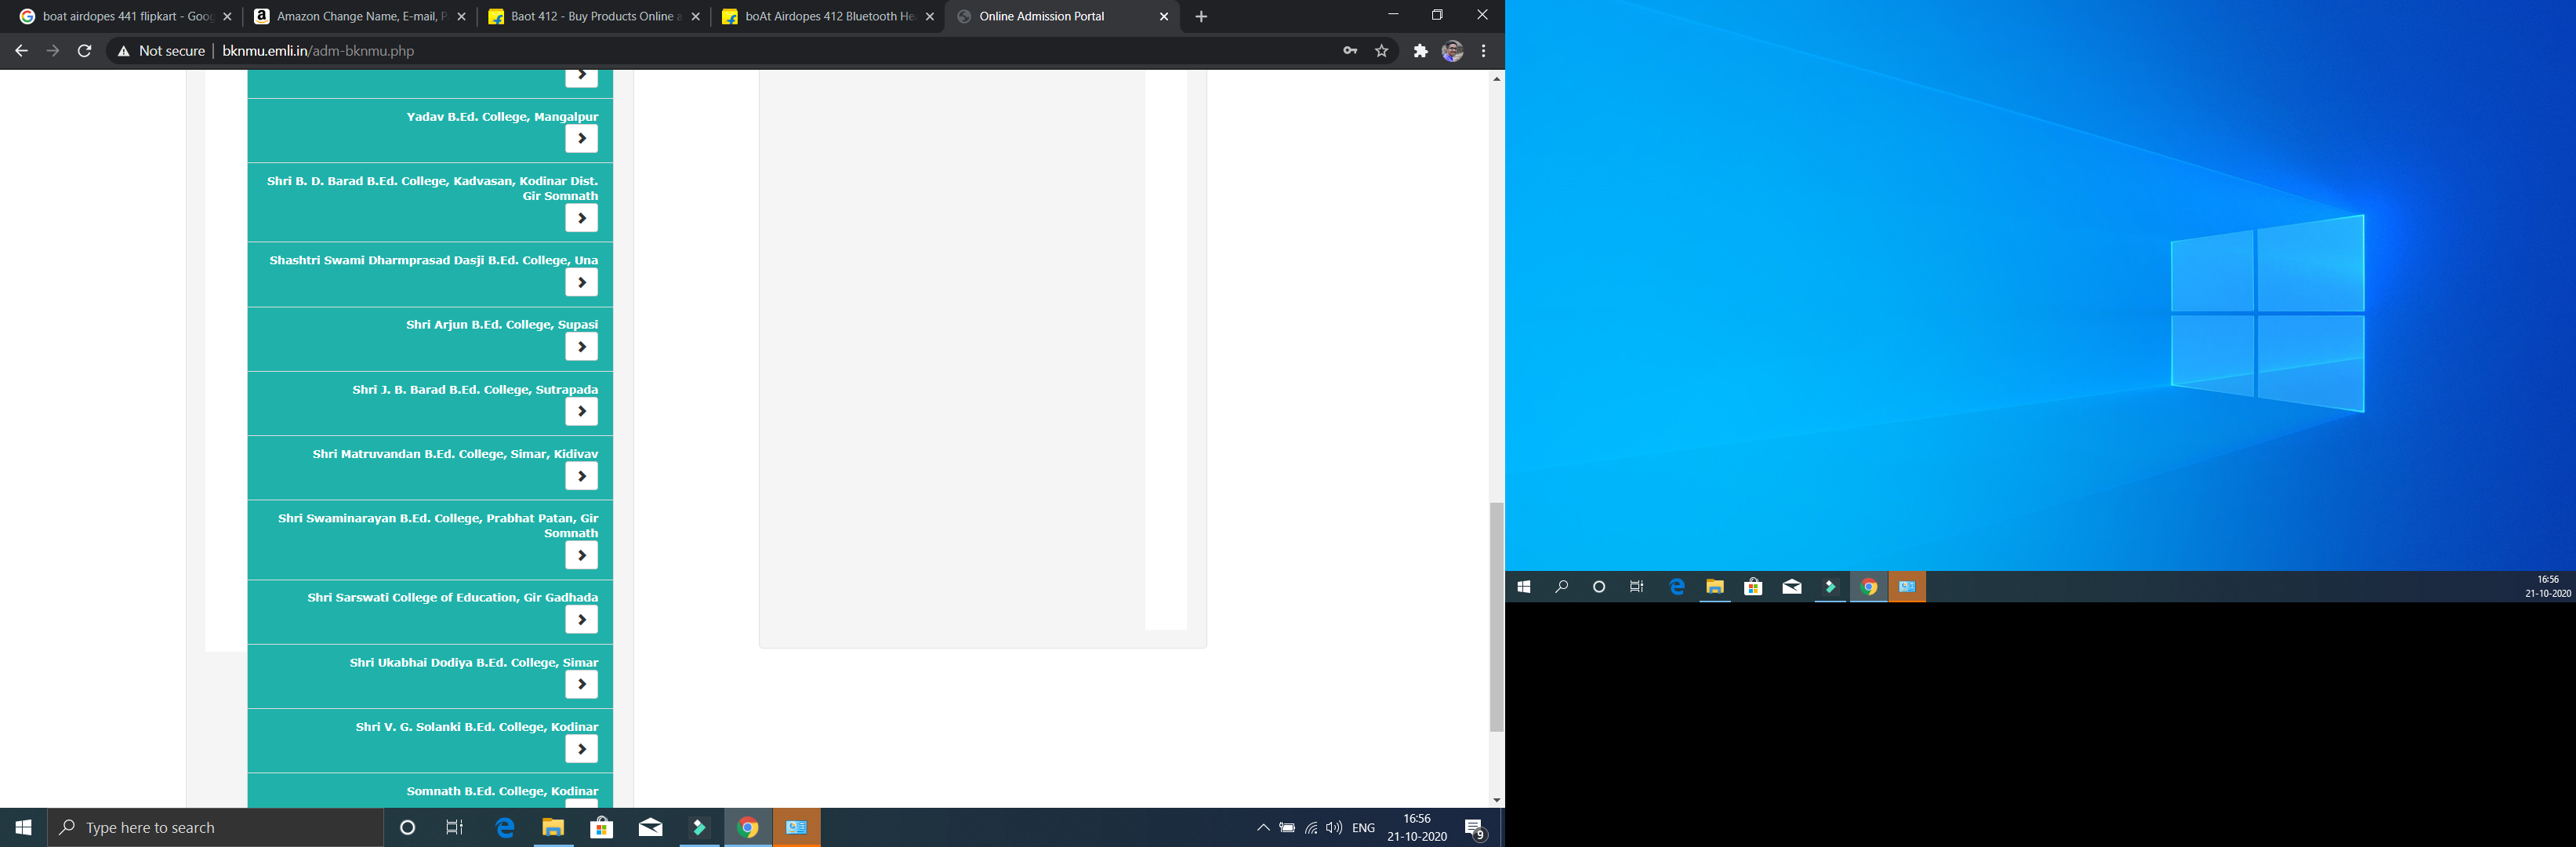 boat airdopes 441 flipkart - Goog
Amazon Change Name, E-mail, P
Baot 412 - Buy Products Online a
boAt Airdopes 412 Bluetooth He
Online Admission Portal
Not secure | bknmu.emli.in/adm-bknmu.php
Yadav B.Ed. College, Mangalpur
Shri B. D. Barad B.Ed. College, Kadvasan, Kodinar Dist.
Gir Somnath
Shashtri Swami Dharmprasad Dasji B.Ed. College, Una
Shri Arjun B.Ed. College, Supasi
Shri J. B. Barad B.Ed. College, Sutrapada
Shri Matruvandan B.Ed. College, Simar, Kidivav
Shri Swaminarayan B.Ed. College, Prabhat Patan, Gir
Somnath
Shri Sarswati College of Education, Gir Gadhada
Shri Ukabhai Dodiya B.Ed. College, Simar
Shri V. G. Solanki B.Ed. College, Kodinar
Somnath B.Ed. College, Kodinar
Type here to search
ENG
16:56
21-10-2020
9
16:56
21-10-2020